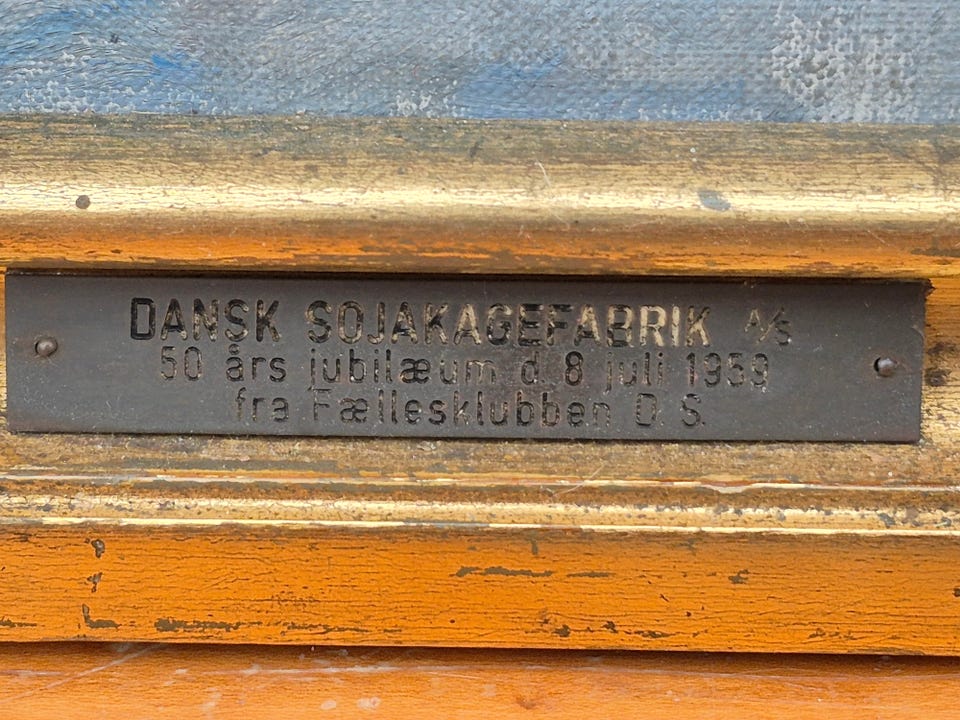 DANSK SOJAKAGEFABRIK A/S
50 års jubilæum d 8 juli 1959
fra Fællesklubben D. S.